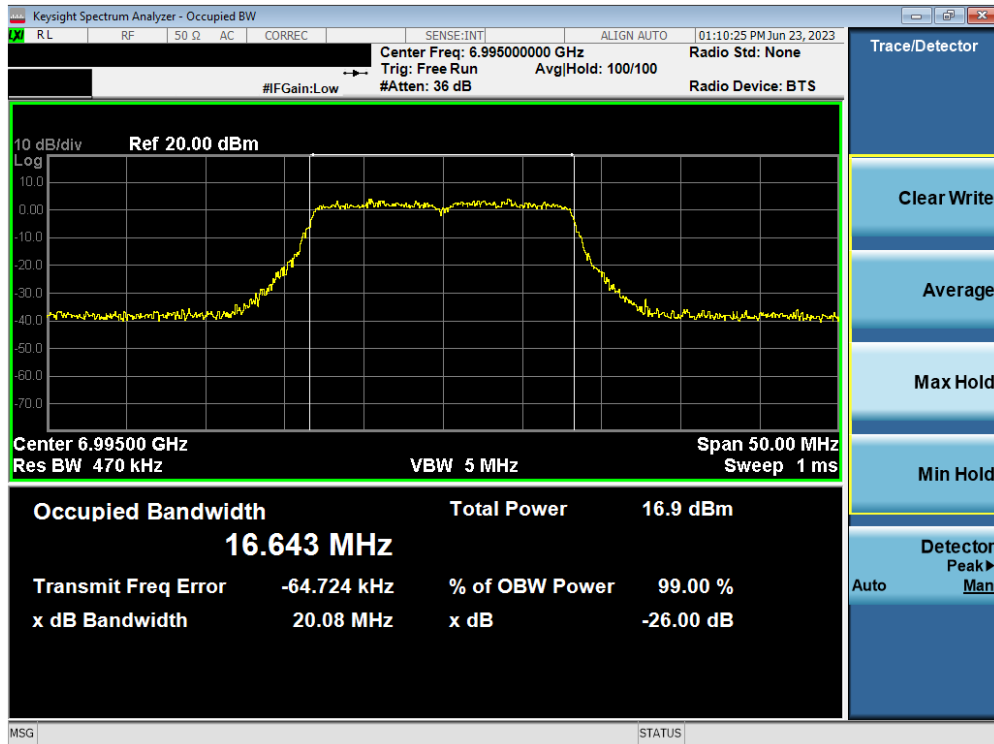 Keysight Spectrum Analyzer - Occupied BW
LXI RL RF 50 Ω AC CORREC SENSE:INT ALIGN AUTO 01:10:25 PM Jun 23, 2023
Center Freq: 6.995000000 GHz Radio Std: None
Trig: Free Run Avg|Hold: 100/100
#IFGain:Low #Atten: 36 dB Radio Device: BTS
10 dB/div Ref 20.00 dBm
Log
10.0
0.00
-10.0
-20.0
-30.0
-40.0
-50.0
-60.0
-70.0
Center 6.99500 GHz Span 50.00 MHz
Res BW 470 kHz VBW 5 MHz Sweep 1 ms
Occupied Bandwidth Total Power 16.9 dBm
16.643 MHz
Transmit Freq Error -64.724 kHz % of OBW Power 99.00 %
x dB Bandwidth 20.08 MHz x dB -26.00 dB
Trace/Detector
Clear Write
Average
Max Hold
Min Hold
Detector
Peak▶
Auto Man
MSG STATUS